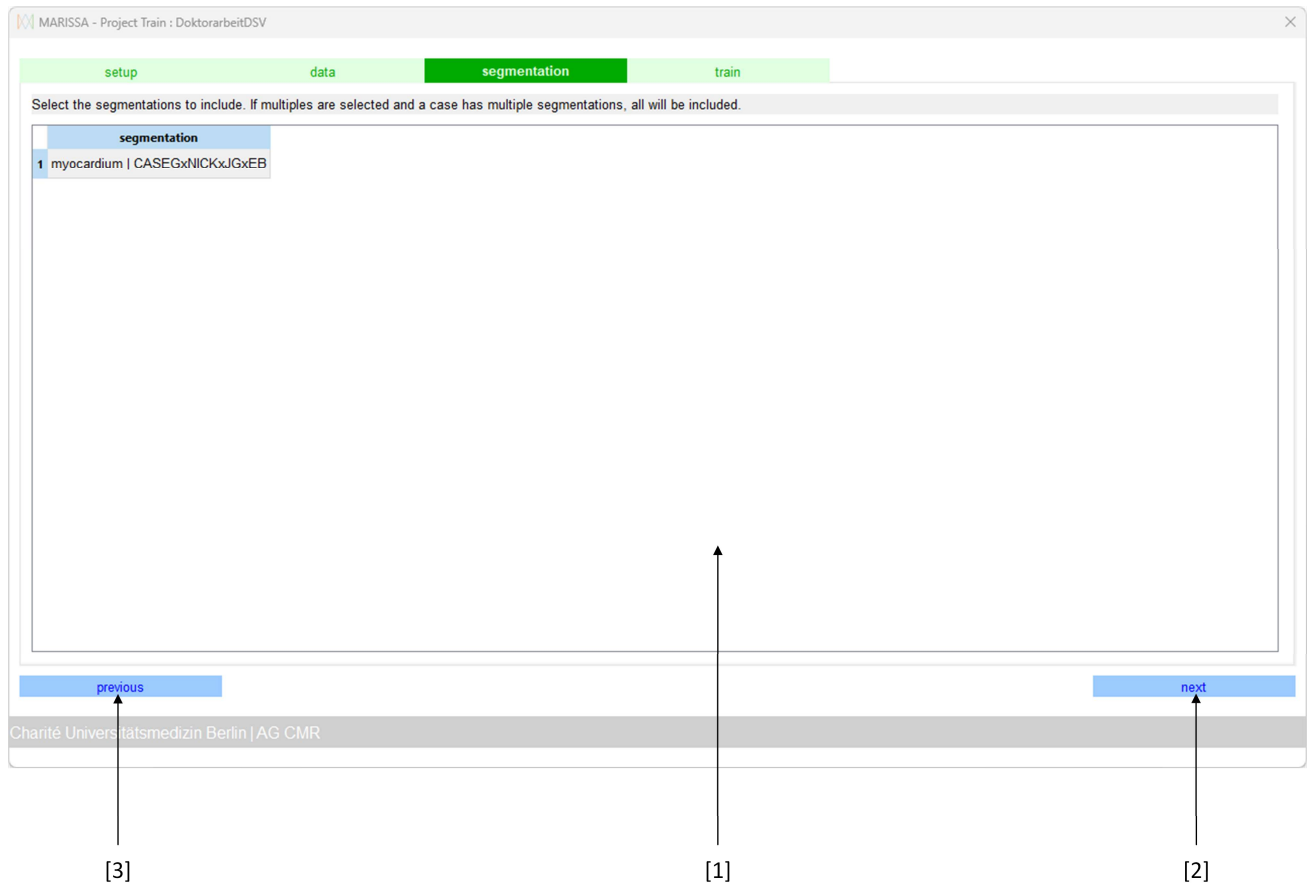 MARISSA - Project Train : DoktorarbeitDSV
setup data segmentation train
Select the segmentations to include. If multiples are selected and a case has multiple segmentations, all will be included.
segmentation
1 myocardium | CASEGxNICKxJGxEB
previous next
Charité Universitätsmedizin Berlin | AG CMR
[3] [1] [2]